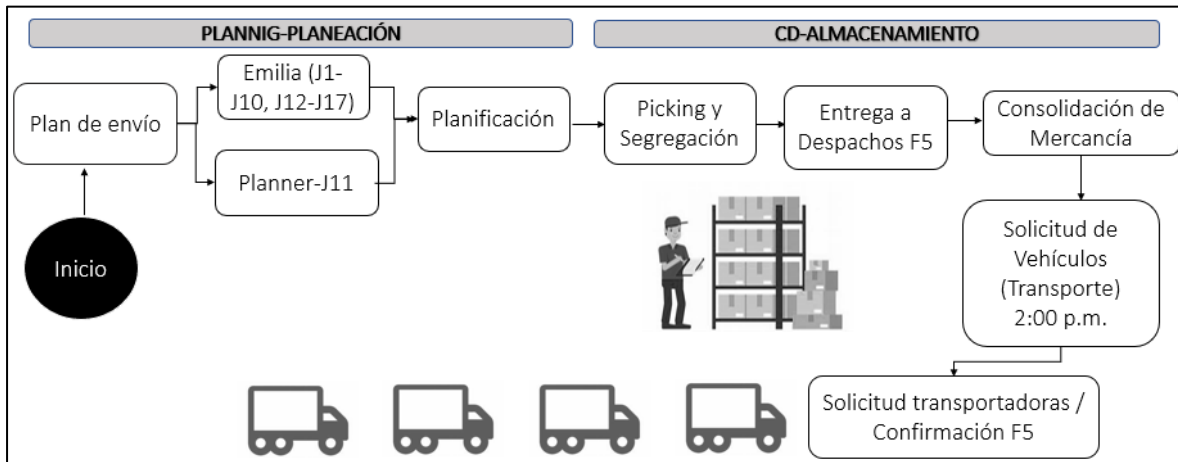 PLANNIG-PLANEACIÓN
CD-ALMACENAMIENTO
Plan de envío
Emilia (J1-
J10, J12-J17)
Planner-J11
Planificación
Picking y
Segregación
Entrega a
Despachos F5
Consolidación de
Mercancía
Inicio
Solicitud de
Vehículos
(Transporte)
2:00 p.m.
Solicitud transportadoras /
Confirmación F5